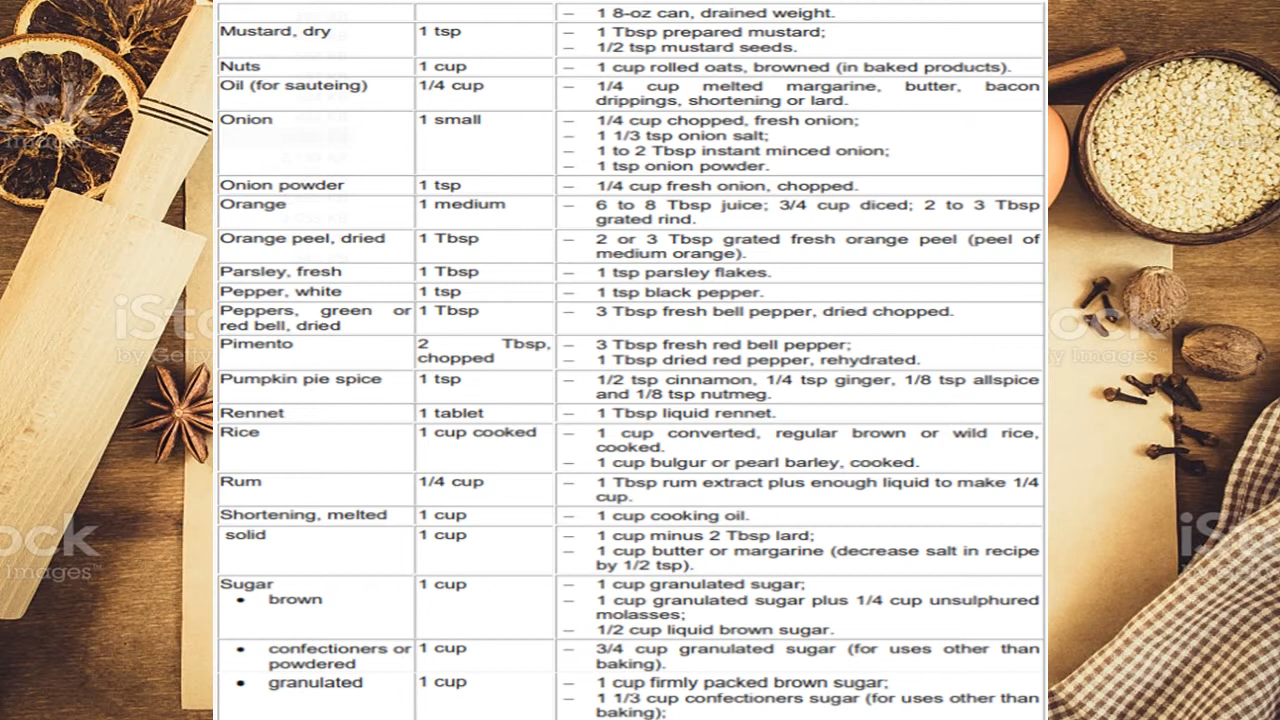 – 1 8-oz can, drained weight.
Mustard, dry 1 tsp – 1 Tbsp prepared mustard;
– 1/2 tsp mustard seeds.
Nuts 1 cup – 1 cup rolled oats, browned (in baked products).
Oil (for sauteing) 1/4 cup – 1/4 cup melted margarine, butter, bacon
drippings, shortening or lard.
Onion 1 small – 1/4 cup chopped, fresh onion;
– 1 1/3 tsp onion salt;
– 1 to 2 Tbsp instant minced onion;
– 1 tsp onion powder.
Onion powder 1 tsp – 1/4 cup fresh onion, chopped.
Orange 1 medium – 6 to 8 Tbsp juice; 3/4 cup diced; 2 to 3 Tbsp
grated rind.
Orange peel, dried 1 Tbsp – 2 or 3 Tbsp grated fresh orange peel (peel of
medium orange).
Parsley, fresh 1 Tbsp – 1 tsp parsley flakes.
Pepper, white 1 tsp – 1 tsp black pepper.
Peppers, green or 1 Tbsp – 3 Tbsp fresh bell pepper, dried chopped.
red bell, dried
Pimento 2 Tbsp, – 3 Tbsp fresh red bell pepper;
chopped – 1 Tbsp dried red pepper, rehydrated.
Pumpkin pie spice 1 tsp – 1/2 tsp cinnamon, 1/4 tsp ginger, 1/8 tsp allspice
and 1/8 tsp nutmeg.
Rennet 1 tablet – 1 Tbsp liquid rennet.
Rice 1 cup cooked – 1 cup converted, regular brown or wild rice,
cooked.
– 1 cup bulgur or pearl barley, cooked.
Rum 1/4 cup – 1 Tbsp rum extract plus enough liquid to make 1/4
cup.
Shortening, melted 1 cup – 1 cup cooking oil.
solid 1 cup – 1 cup minus 2 Tbsp lard;
– 1 cup butter or margarine (decrease salt in recipe
by 1/2 tsp).
Sugar 1 cup – 1 cup granulated sugar;
• brown – 1 cup granulated sugar plus 1/4 cup unsulphured
molasses;
– 1/2 cup liquid brown sugar.
• confectioners or 1 cup – 3/4 cup granulated sugar (for uses other than
powdered baking).
• granulated 1 cup – 1 cup firmly packed brown sugar;
– 1 1/3 cup confectioners sugar (for uses other than
baking);